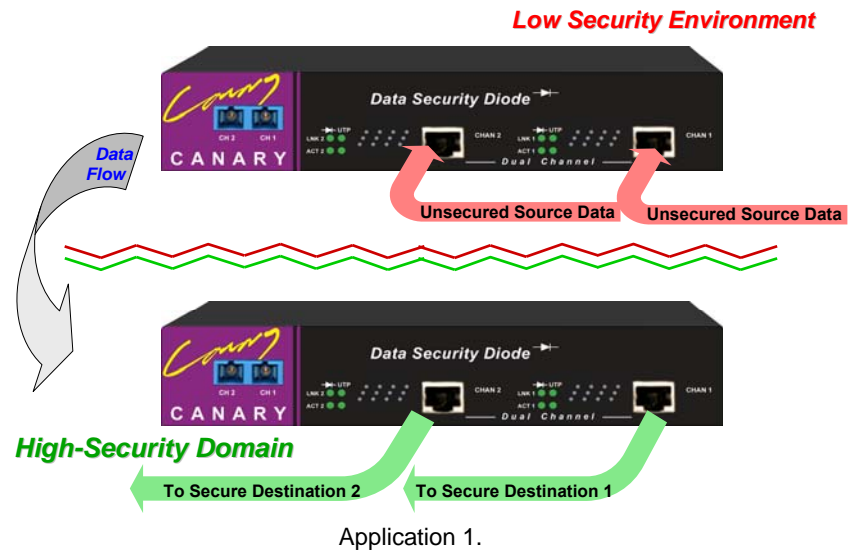 Low Security Environment
Canary
Data Security Diode
CH 2 CH 1
UTP
LNK 2
ACT 2
CHAN 2
UTP
LNK 1
ACT 1
CHAN 1
CANARY
Dual Channel
Data
Flow
Unsecured Source Data
Unsecured Source Data
Canary
Data Security Diode
CH 2 CH 1
UTP
LNK 2
ACT 2
CHAN 2
UTP
LNK 1
ACT 1
CHAN 1
CANARY
Dual Channel
High-Security Domain
To Secure Destination 2
To Secure Destination 1
Application 1.